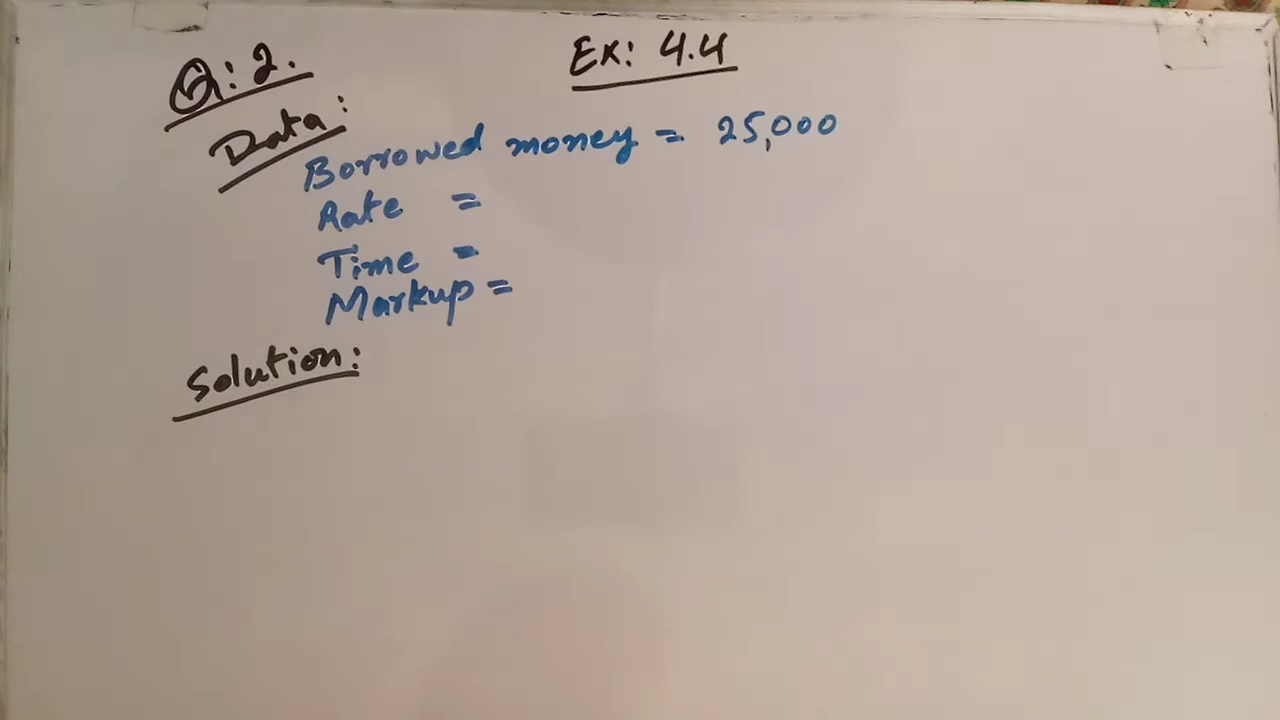 Q:2.
Ex: 4.4
Data:
Borrowed money = 25,000
Rate =
Time =
Markup =
Solution: